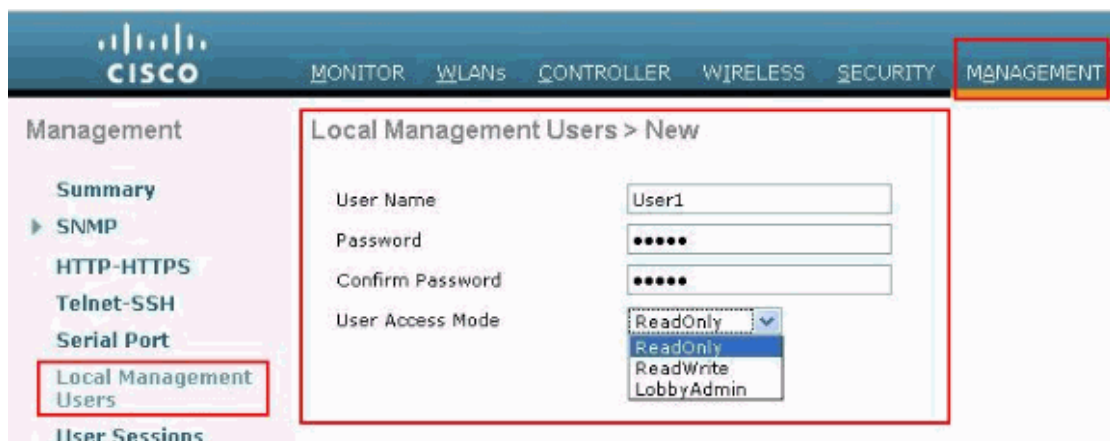 CISCO
MONITOR WLANs CONTROLLER WIRELESS SECURITY MANAGEMENT
Management
Summary
SNMP
HTTP-HTTPS
Telnet-SSH
Serial Port
Local Management
Users
User Sessions
Local Management Users > New
User Name User1
Password •••••
Confirm Password •••••
User Access Mode ReadOnly
ReadOnly
ReadWrite
LobbyAdmin